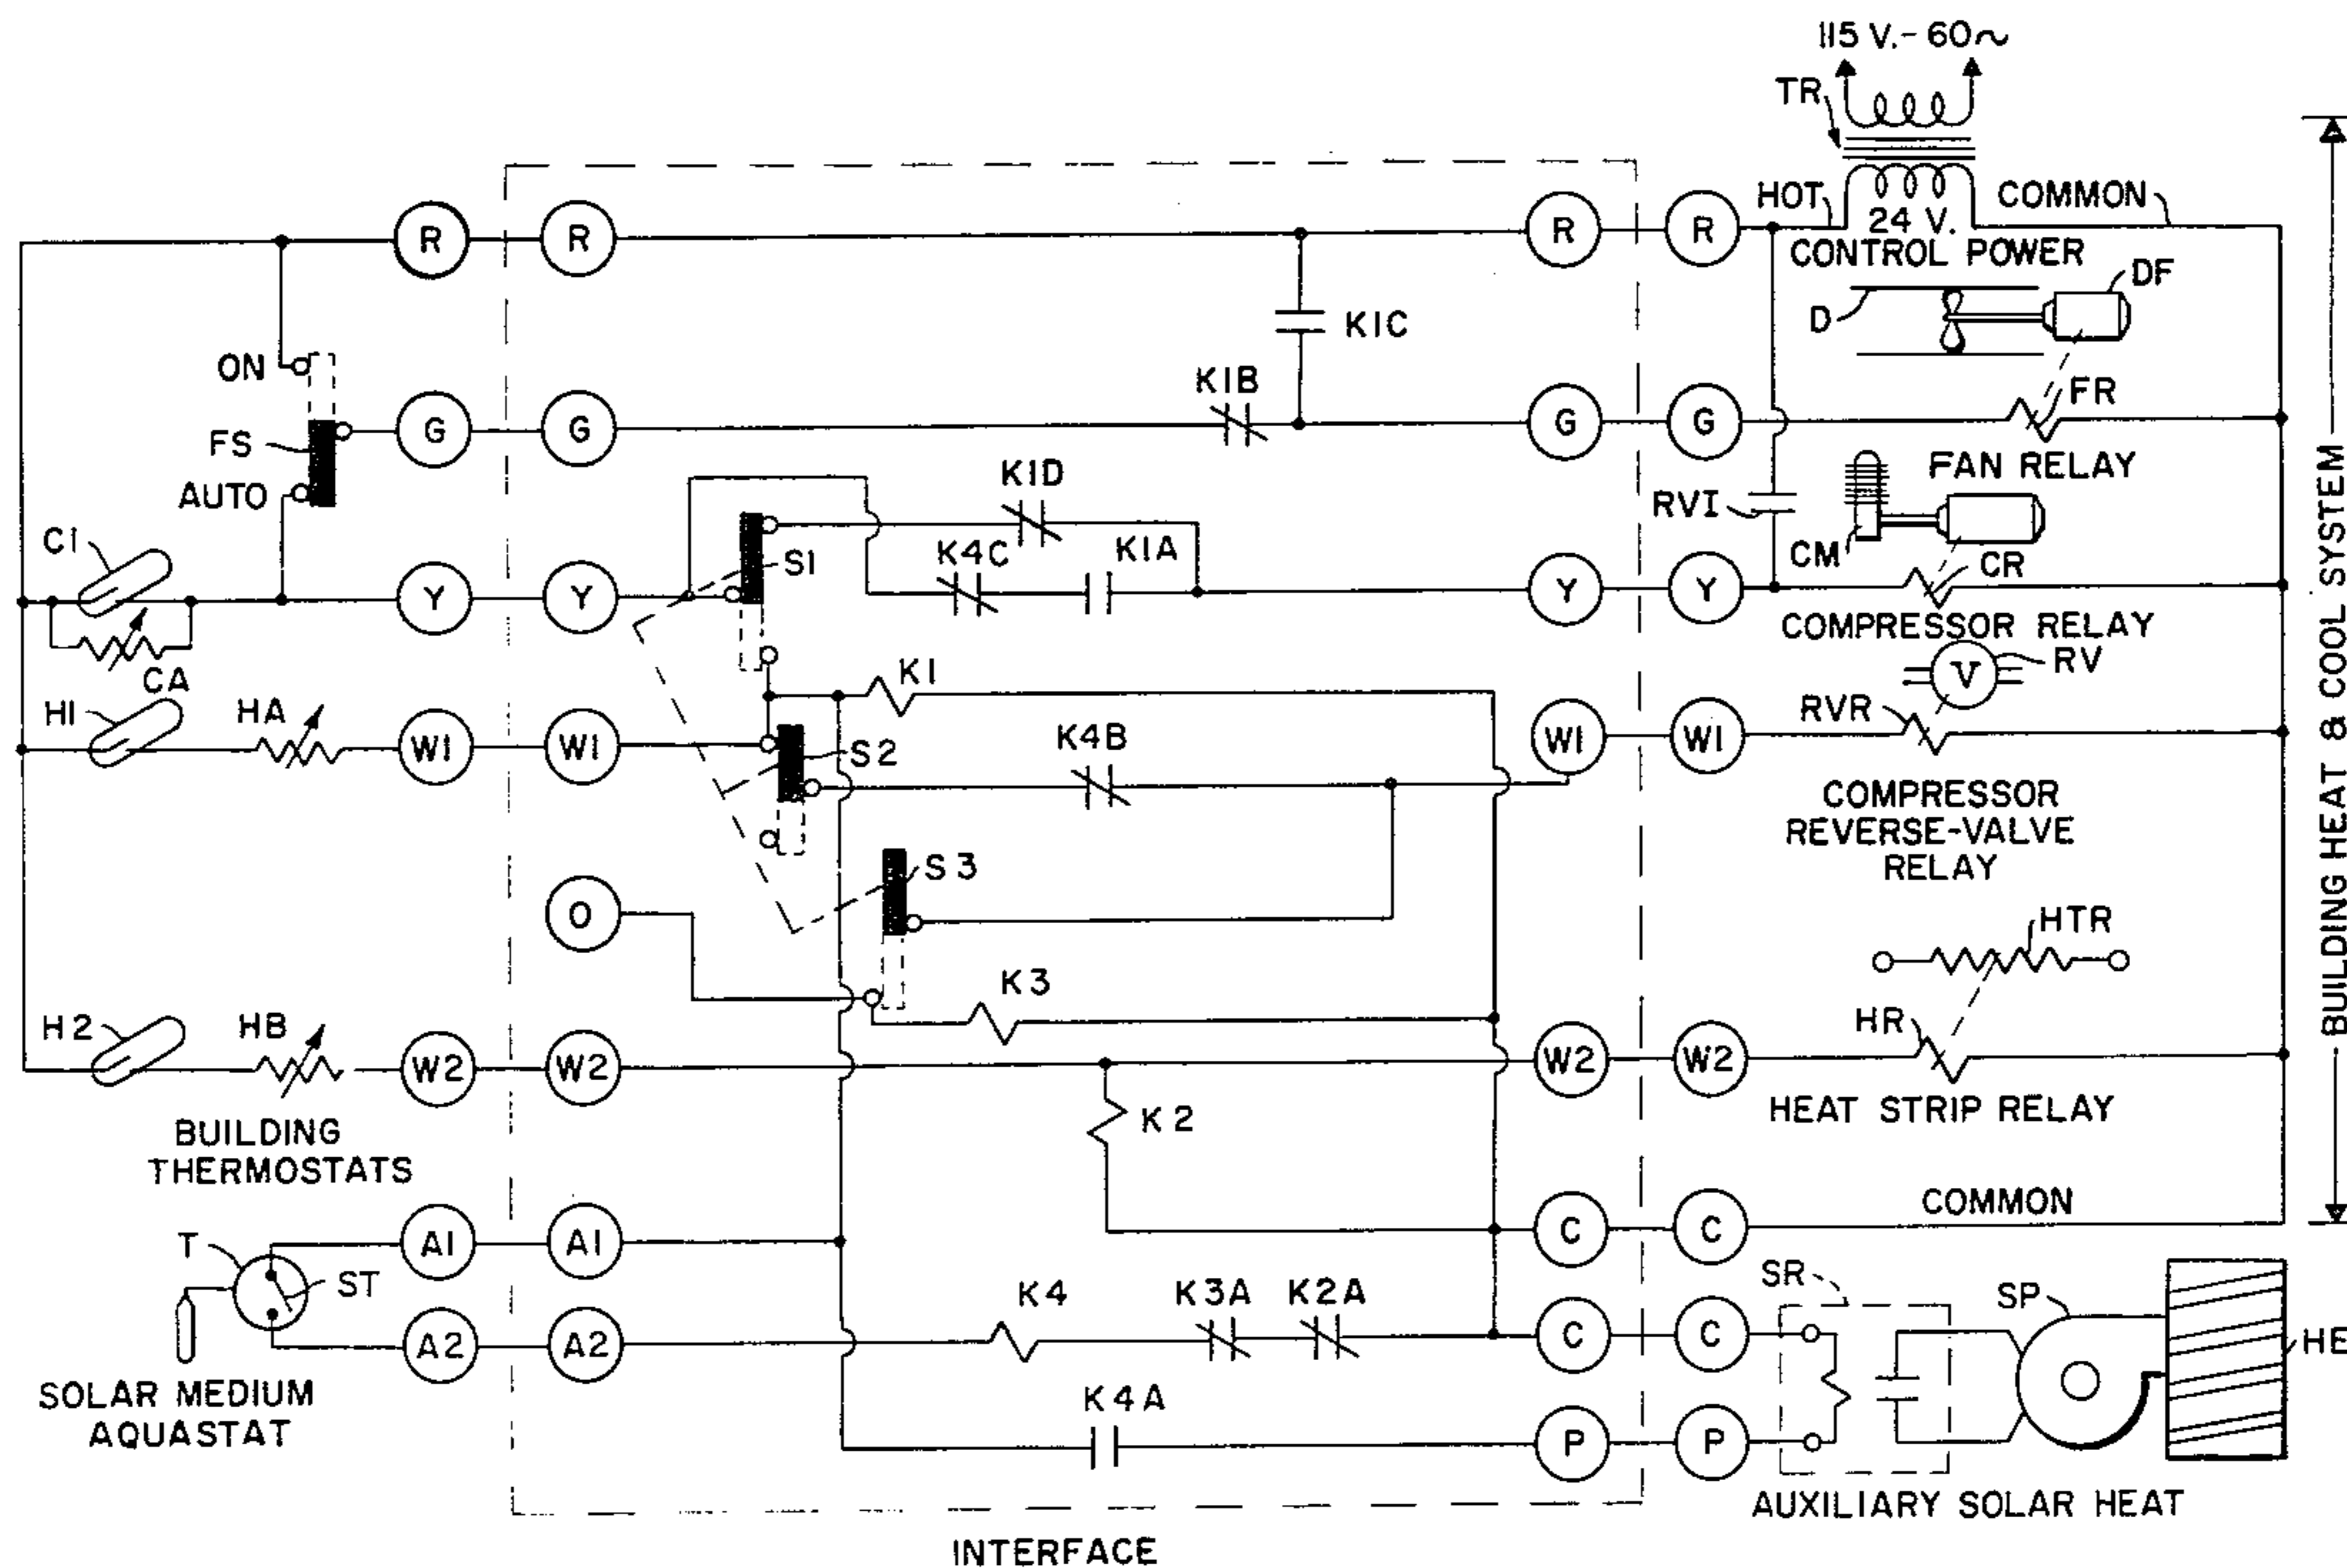 115 V.- 60~
TR
HOT
COMMON
24 V.
CONTROL POWER
R
R
R
R
D
DF
K1C
ON
K1B
FR
G
G
G
G
FS
FAN RELAY
AUTO
K1D
RV1
CM
C1
S1
K4C
K1A
CR
Y
Y
Y
Y
COMPRESSOR RELAY
CA
K1
V
RV
H1
HA
RVR
W1
W1
S2
K4B
W1
W1
COMPRESSOR
REVERSE-VALVE
RELAY
S3
O
HTR
K3
H2
HB
HR
W2
W2
W2
W2
HEAT STRIP RELAY
K2
BUILDING
THERMOSTATS
COMMON
T
A1
A1
C
C
ST
K4
K3A
K2A
SR
SP
A2
A2
C
C
HE
SOLAR MEDIUM
AQUASTAT
K4A
P
P
AUXILIARY SOLAR HEAT
INTERFACE
BUILDING HEAT & COOL SYSTEM